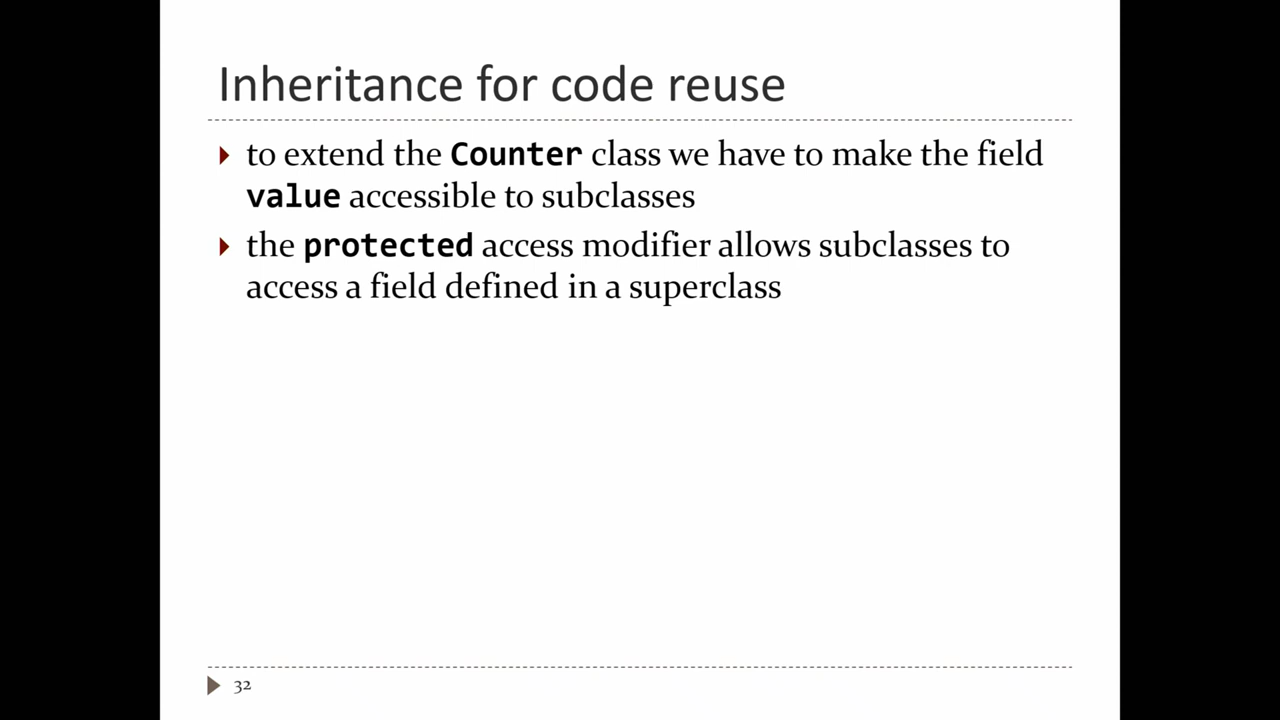 Inheritance for code reuse
to extend the Counter class we have to make the field
value accessible to subclasses
the protected access modifier allows subclasses to
access a field defined in a superclass
32